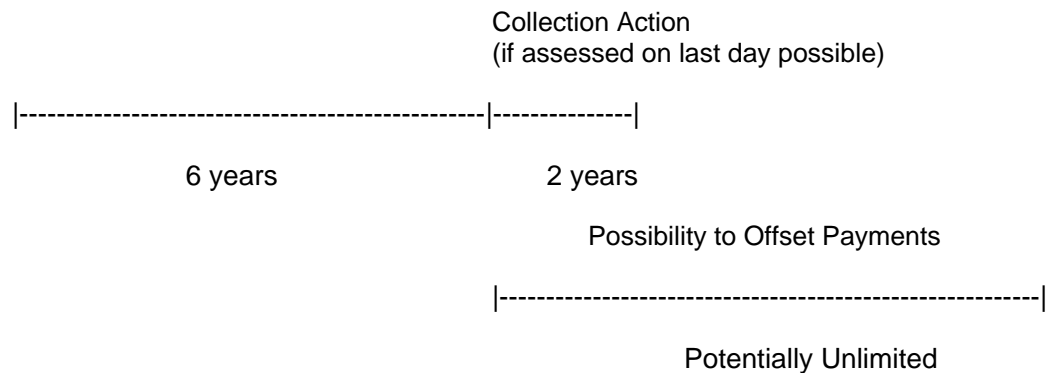 Collection Action
(if assessed on last day possible)
|--------------------------------------------------|---------------|
6 years 2 years
Possibility to Offset Payments
|----------------------------------------------------------|
Potentially Unlimited